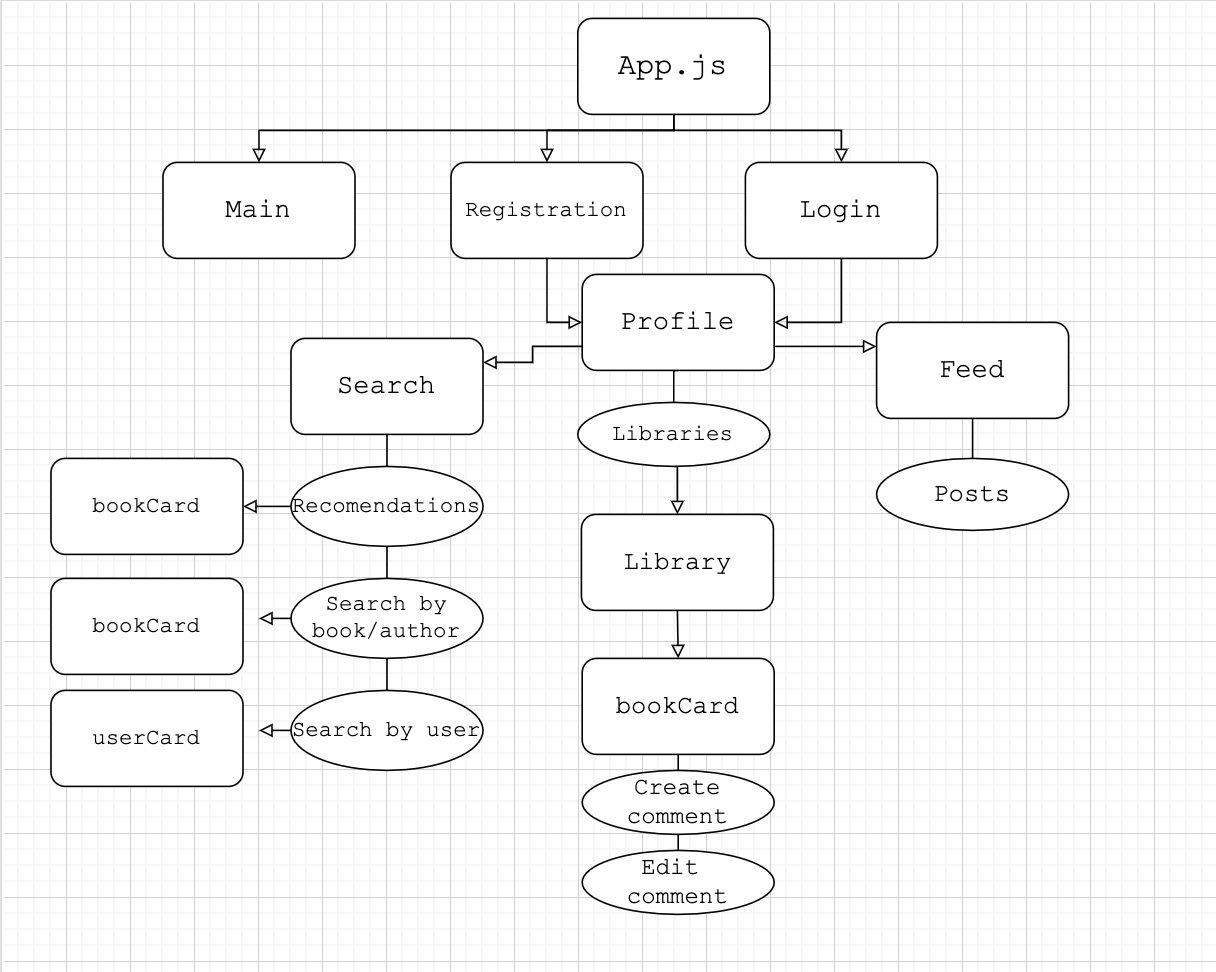 App.js
Main
Registration
Login
Profile
Search
Feed
Libraries
Posts
bookCard
Recomendations
Library
bookCard
Search by
book/author
bookCard
userCard
Search by user
Create
comment
Edit
comment